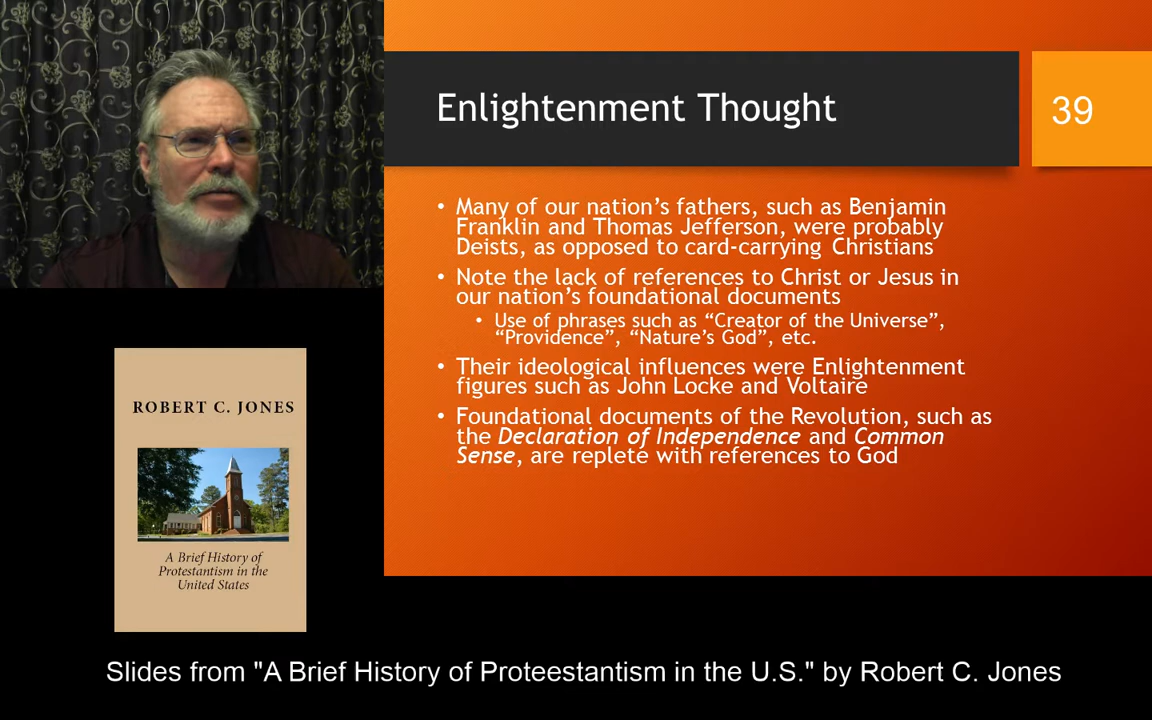 Enlightenment Thought
39
• Many of our nation's fathers, such as Benjamin
Franklin and Thomas Jefferson, were probably
Deists, as opposed to card-carrying Christians
• Note the lack of references to Christ or Jesus in
our nation's foundational documents
• Use of phrases such as “Creator of the Universe”,
“Providence”, “Nature's God”, etc.
• Their ideological influences were Enlightenment
figures such as John Locke and Voltaire
• Foundational documents of the Revolution, such as
the Declaration of Independence and Common
Sense, are replete with references to God
ROBERT C. JONES
A Brief History of
Protestantism in the
United States
Slides from "A Brief History of Proteestantism in the U.S." by Robert C. Jones